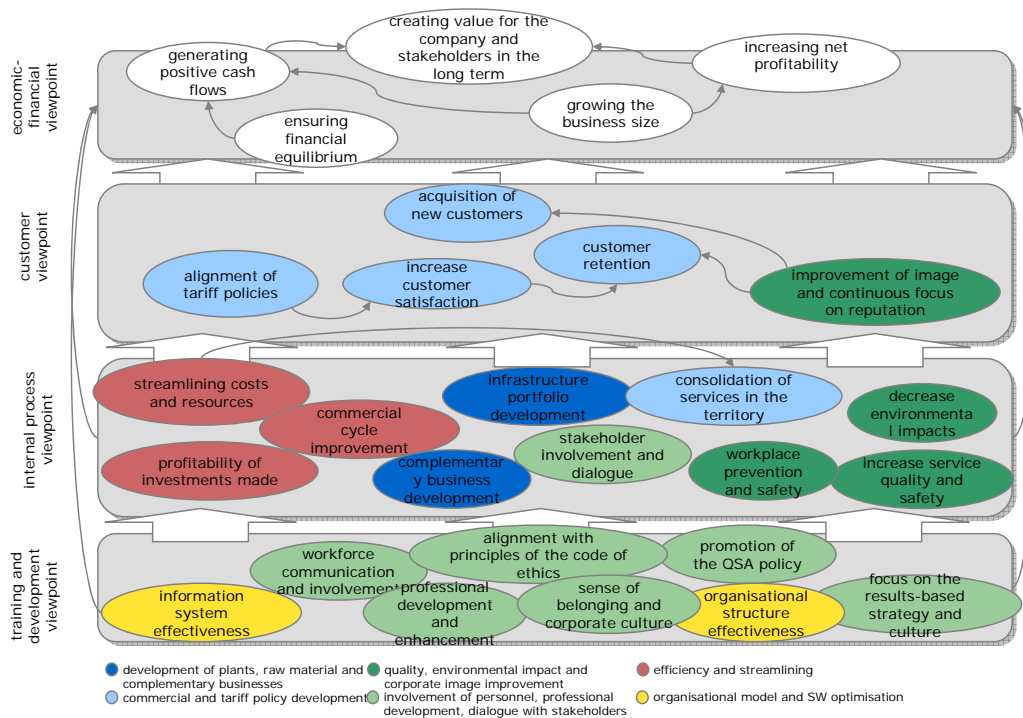 economic-
financial
viewpoint
creating value for the
company and
stakeholders in the
long term
generating
positive cash
flows
increasing net
profitability
growing the
business size
ensuring
financial
equilibrium
customer
viewpoint
acquisition of
new customers
customer
retention
alignment of
tariff policies
increase
customer
satisfaction
improvement of image
and continuous focus
on reputation
internal process
viewpoint
streamlining costs
and resources
infrastructure
portfolio
development
consolidation of
services in the
territory
decrease
environmenta
l impacts
commercial
cycle
improvement
stakeholder
involvement and
dialogue
profitability of
investments made
complementar
y business
development
workplace
prevention
and safety
increase service
quality and
safety
training and
development
viewpoint
workforce
communication
and involvement
alignment with
principles of the code of
ethics
promotion of
the QSA policy
information
system
effectiveness
professional
development
and
enhancement
sense of
belonging and
corporate culture
organisational
structure
effectiveness
focus on the
results-based
strategy and
culture
development of plants, raw material and
complementary businesses
quality, environmental impact and
corporate image improvement
efficiency and streamlining
commercial and tariff policy development
involvement of personnel, professional
development, dialogue with stakeholders
organisational model and SW optimisation